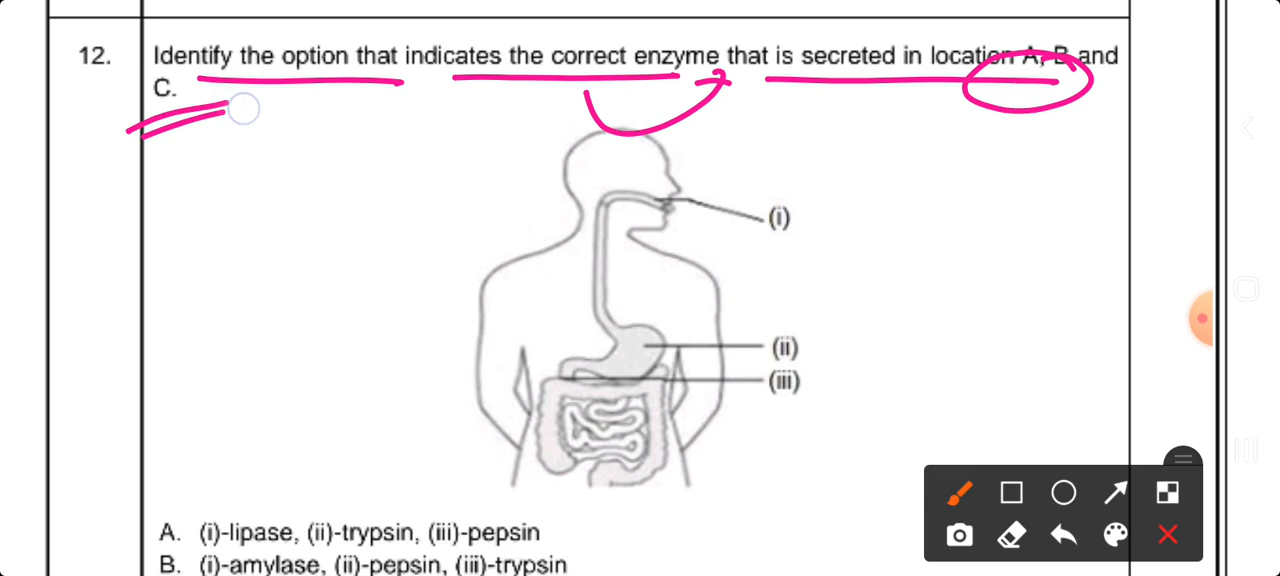 12. Identify the option that indicates the correct enzyme that is secreted in location A, B and
C.
(i)
(ii)
(iii)
A. (i)-lipase, (ii)-trypsin, (iii)-pepsin
B. (i)-amylase, (ii)-pepsin, (iii)-trypsin